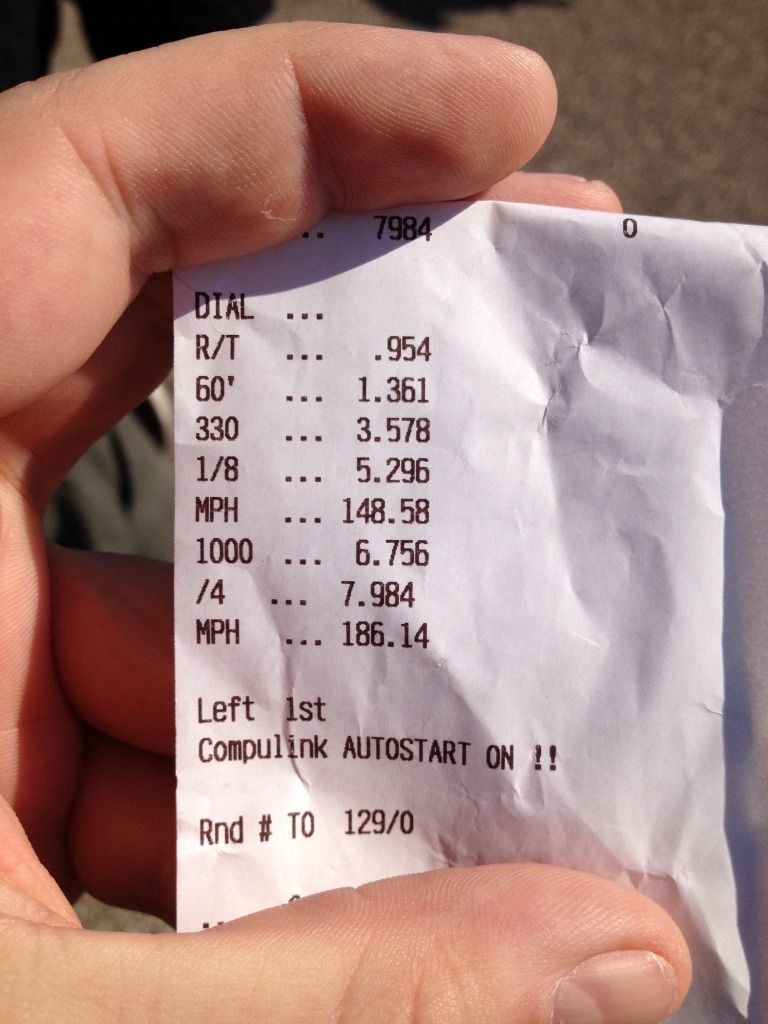 .. 7984 0
DIAL ...
R/T ... .954
60' ... 1.361
330 ... 3.578
1/8 ... 5.296
MPH ... 148.58
1000 ... 6.756
/4 ... 7.984
MPH ... 186.14
Left 1st
Compulink AUTOSTART ON !!
Rnd # TO 129/0